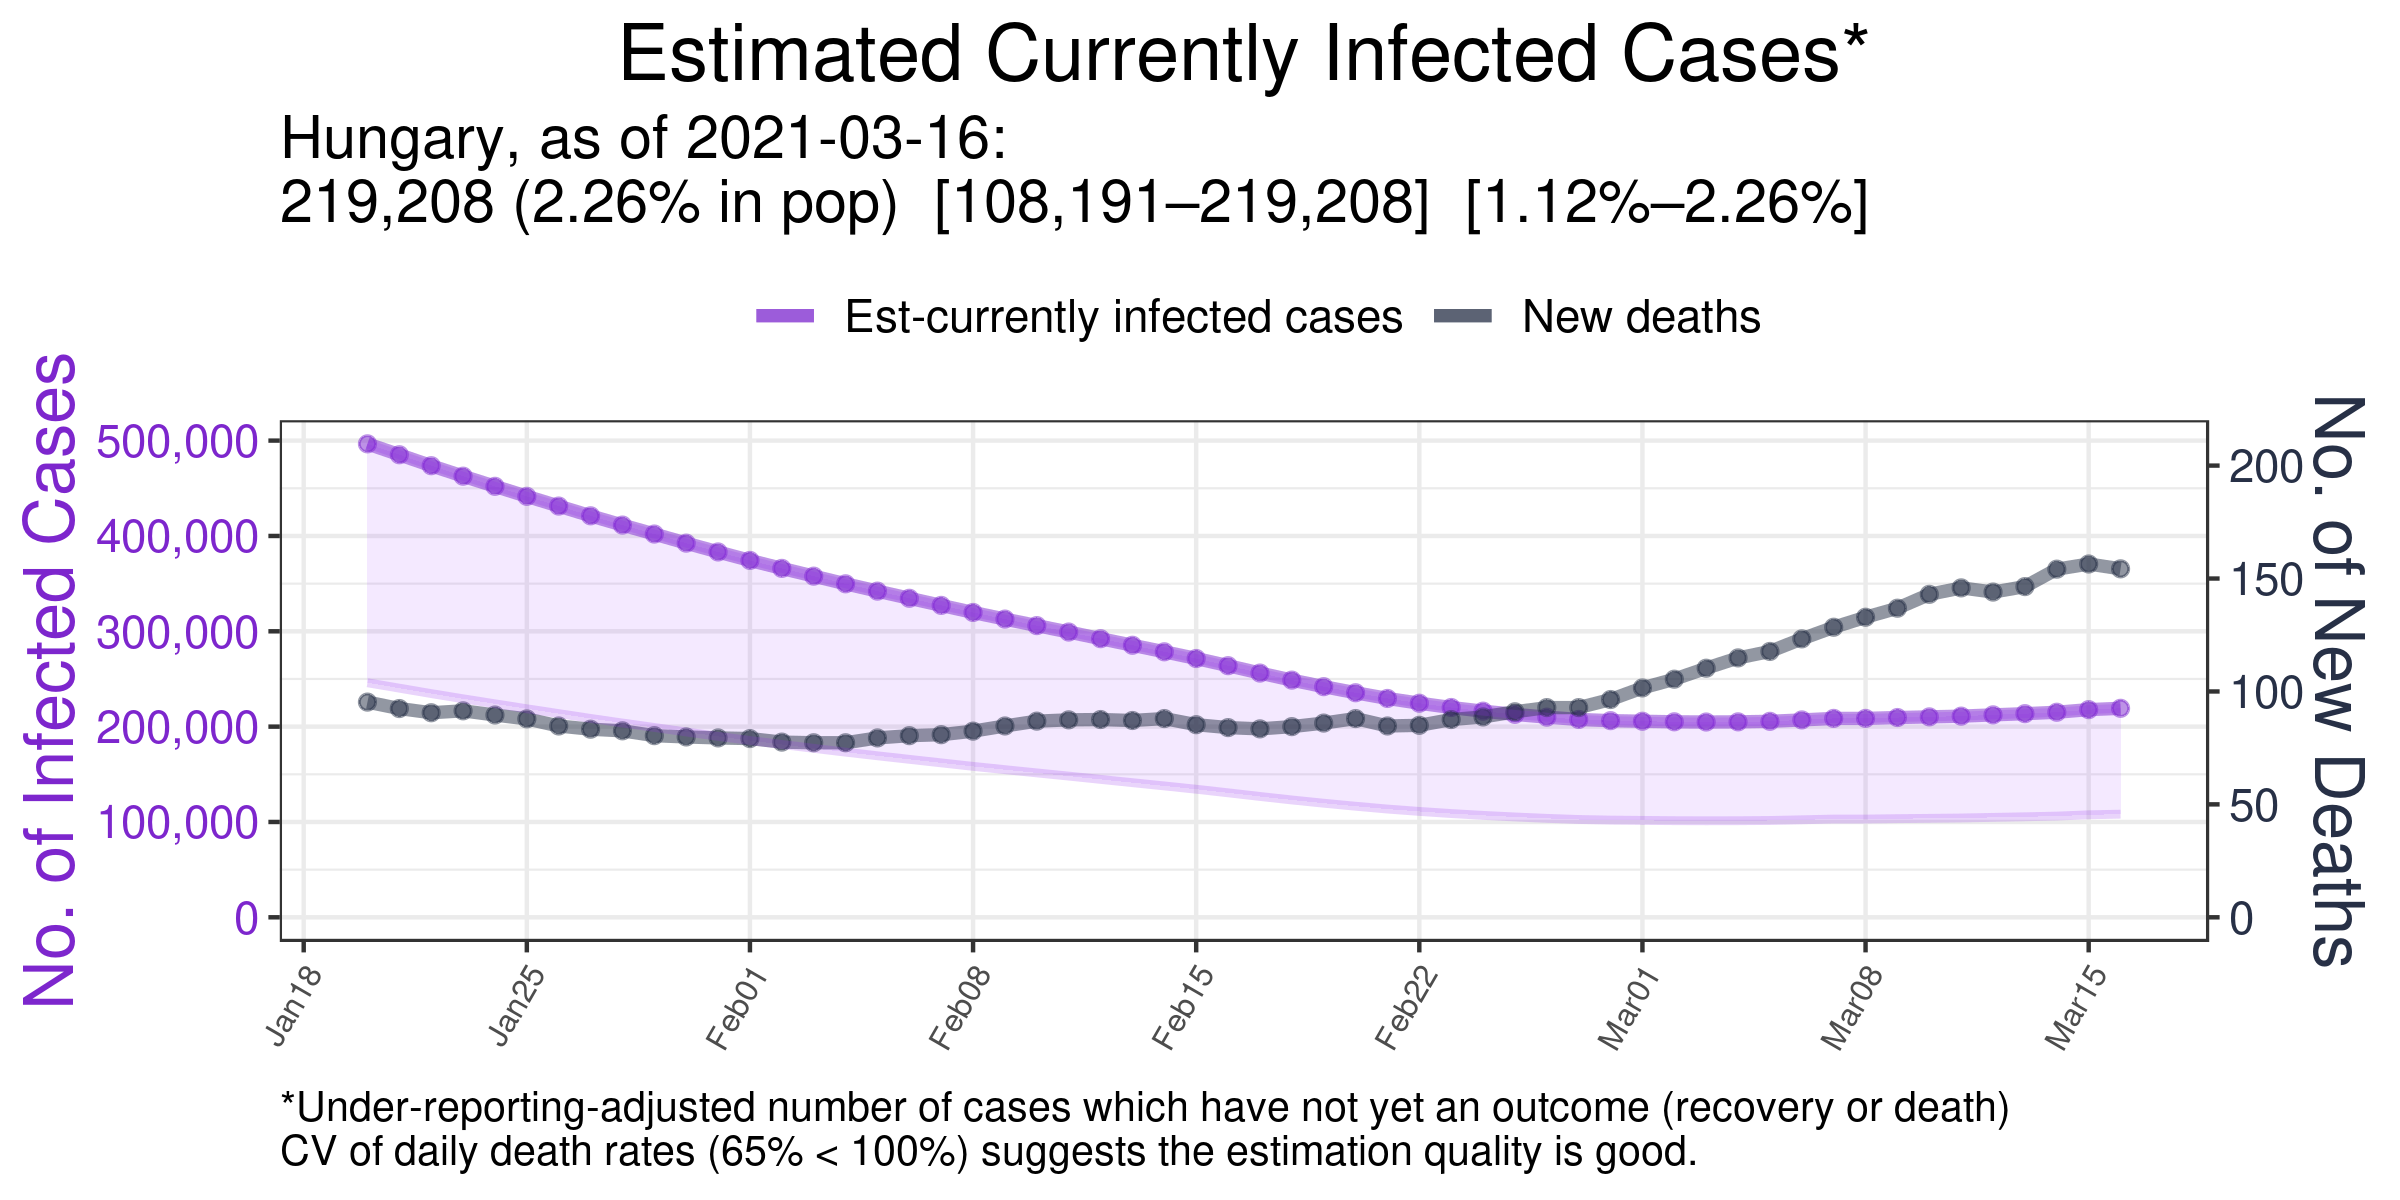 Estimated Currently Infected Cases*
Hungary, as of 2021-03-16:
219,208 (2.26% in pop) [108,191–219,208] [1.12%–2.26%]
Est-currently infected cases
New deaths
No. of Infected Cases
500,000
400,000
300,000
200,000
100,000
0
200
150
100
50
0
No. of New Deaths
Jan18
Jan25
Feb01
Feb08
Feb15
Feb22
Mar01
Mar08
Mar15
*Under-reporting-adjusted number of cases which have not yet an outcome (recovery or death)
CV of daily death rates (65% < 100%) suggests the estimation quality is good.